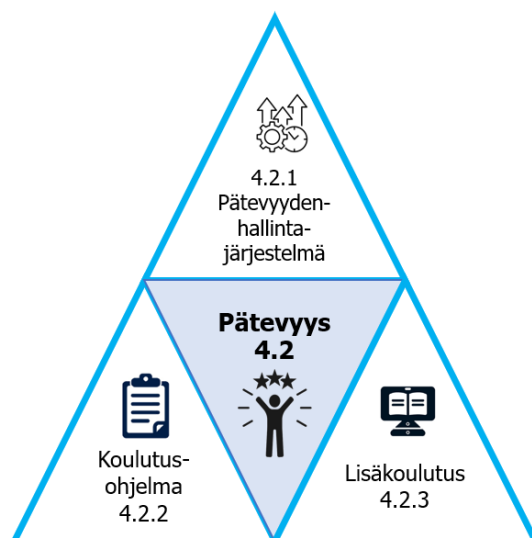 4.2.1
Pätevyyden-
hallinta-
järjestelmä
Pätevyys
4.2
Koulutus-
ohjelma
4.2.2
Lisäkoulutus
4.2.3